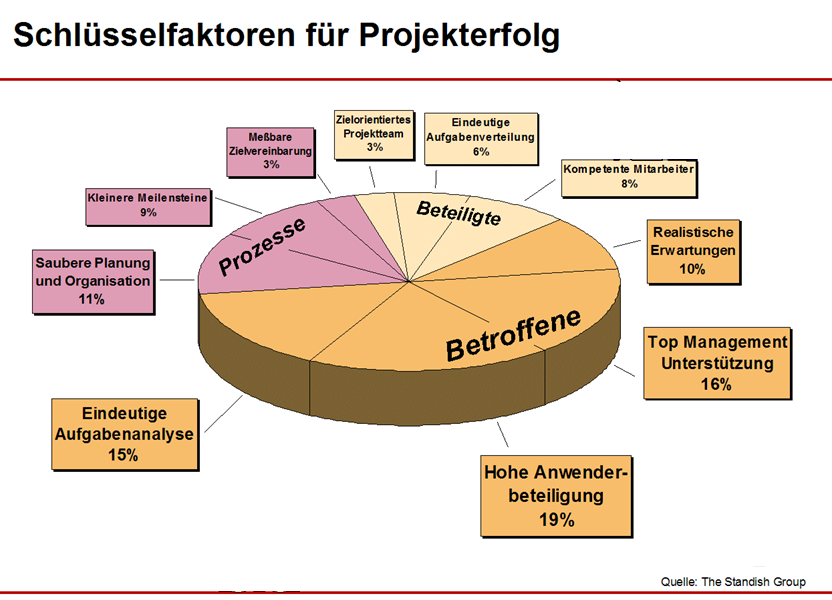 Schlüsselfaktoren für Projekterfolg
Zielorientiertes
Projektteam
3%
Eindeutige
Aufgabenverteilung
6%
Meßbare
Zielvereinbarung
3%
Kompetente Mitarbeiter
8%
Kleinere Meilensteine
9%
Prozesse
Beteiligte
Realistische
Erwartungen
10%
Saubere Planung
und Organisation
11%
Betroffene
Top Management
Unterstützung
16%
Eindeutige
Aufgabenanalyse
15%
Hohe Anwender-
beteiligung
19%
Quelle: The Standish Group